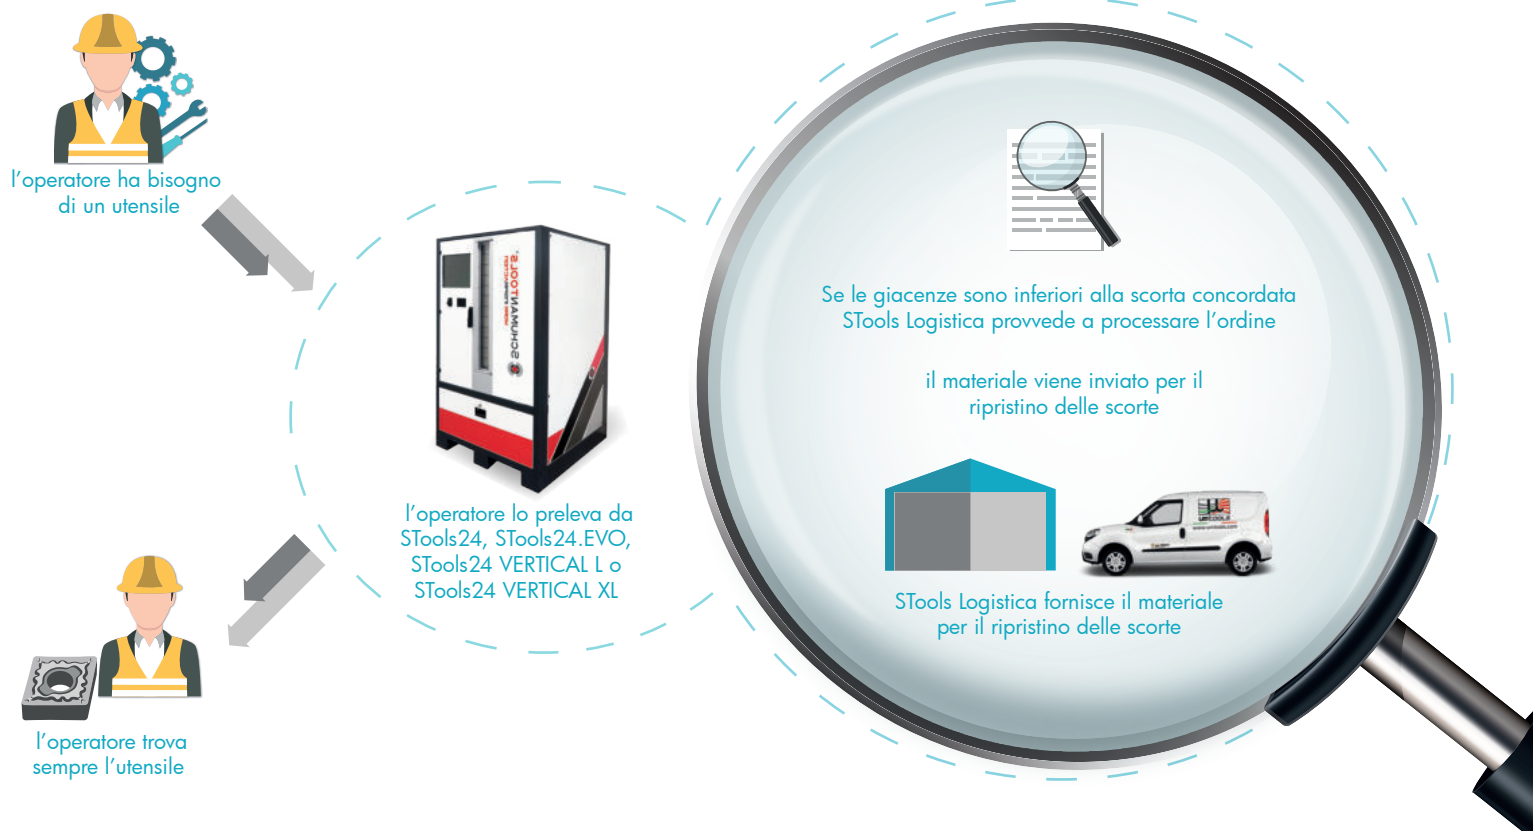 l'operatore ha bisogno
di un utensile
SCHUMANTOOLS
l'operatore lo preleva da
STools24, STools24.EVO,
STools24 VERTICAL L o
STools24 VERTICAL XL
l'operatore trova
sempre l'utensile
Se le giacenze sono inferiori alla scorta concordata
STools Logistica provvede a processare l'ordine
il materiale viene inviato per il
ripristino delle scorte
STools Logistica fornisce il materiale
per il ripristino delle scorte